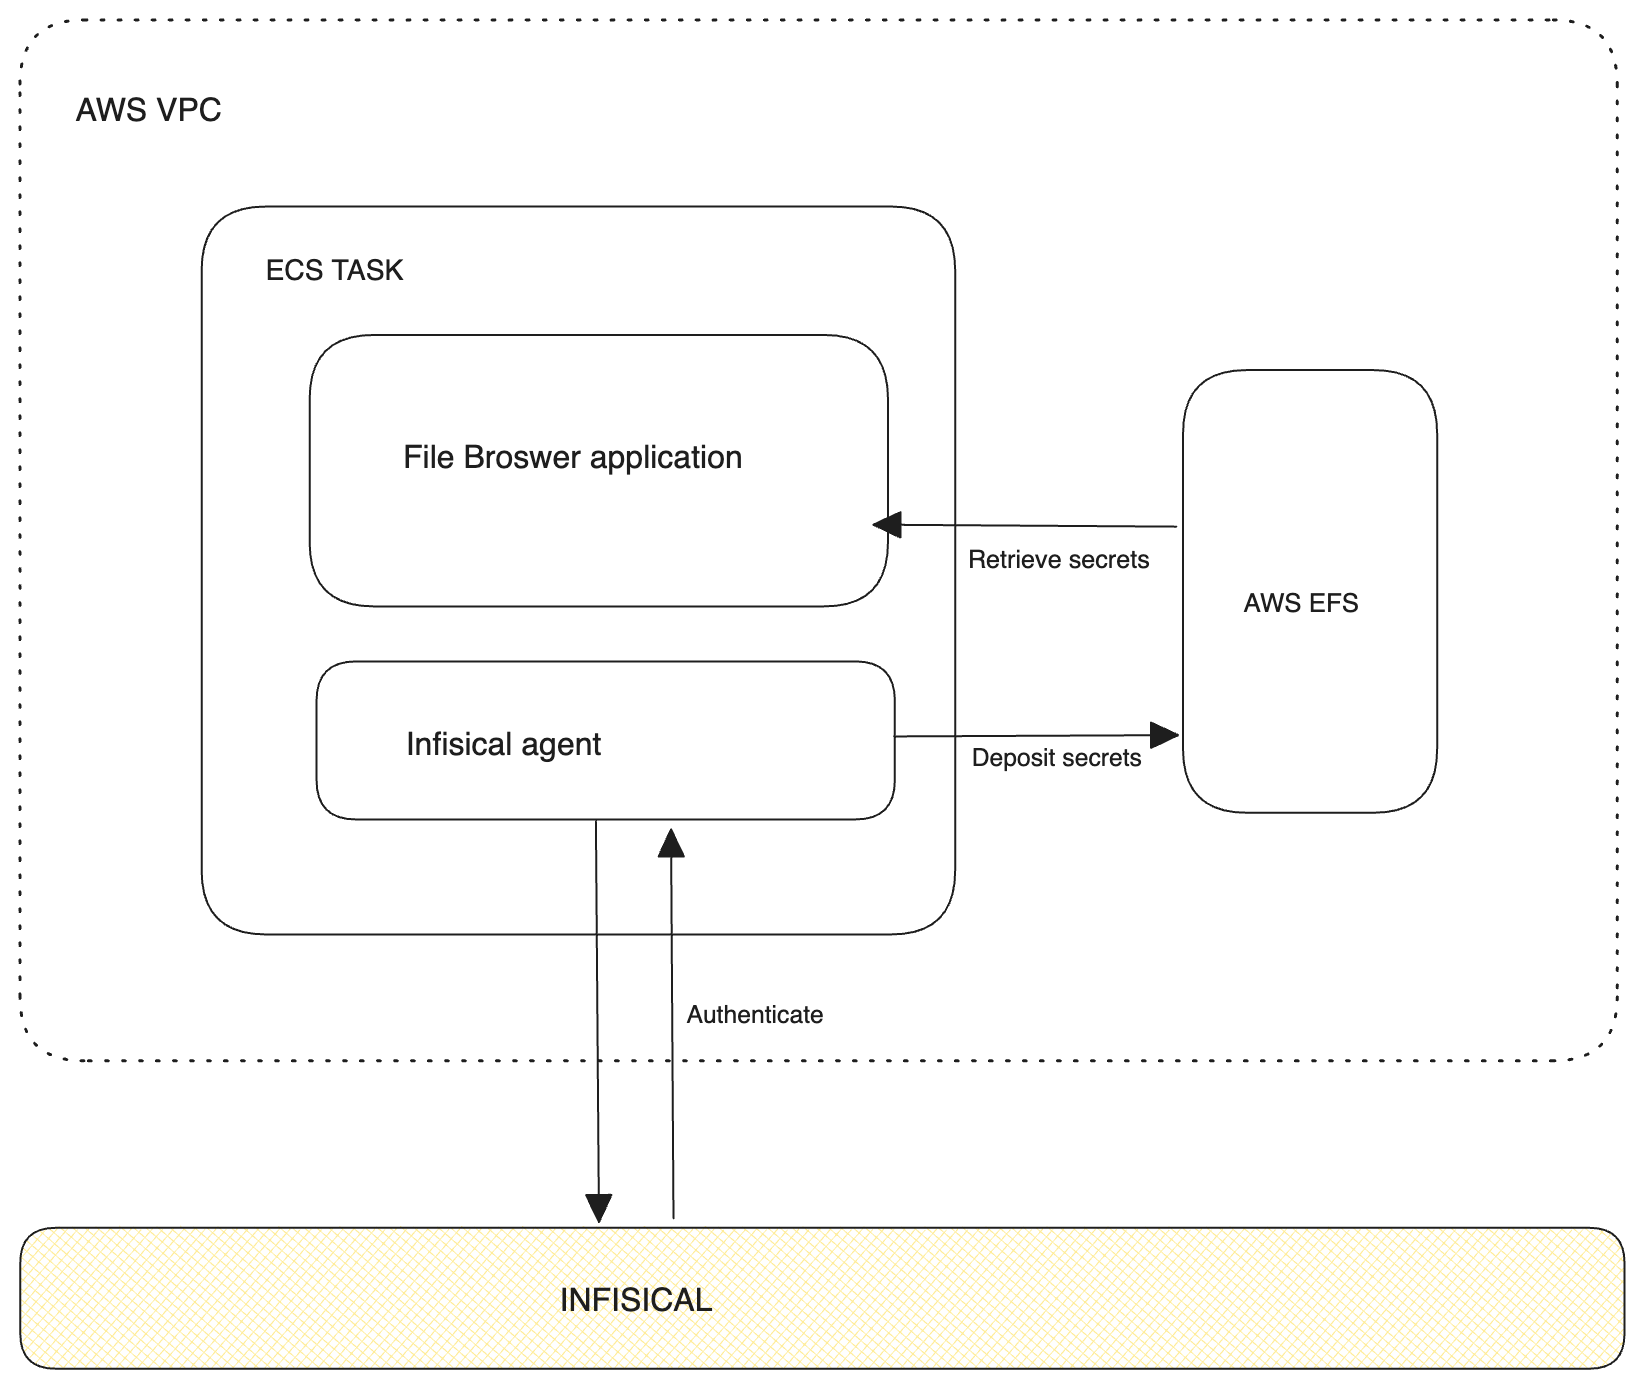 AWS VPC
ECS TASK
File Broswer application
Retrieve secrets
AWS EFS
Infisical agent
Deposit secrets
Authenticate
INFISICAL